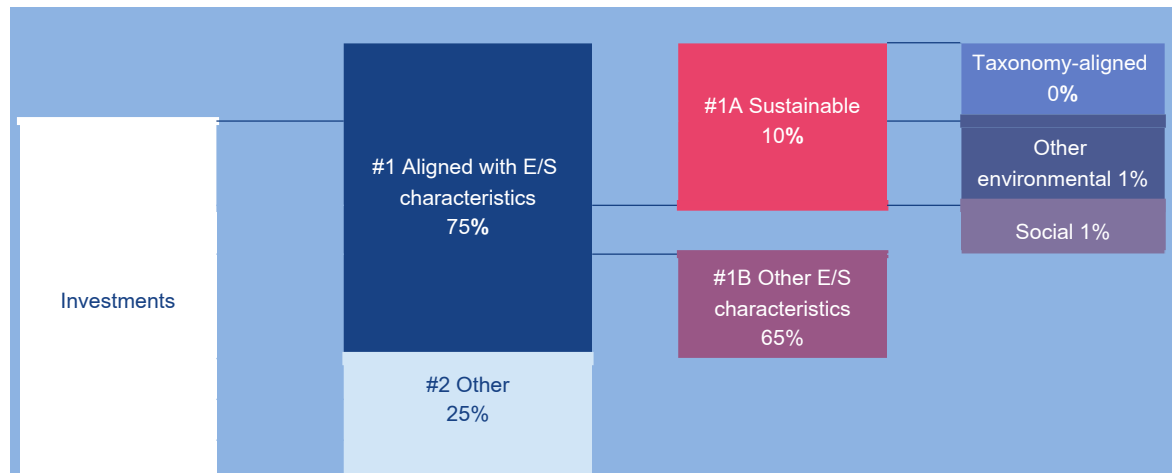 Investments
#1 Aligned with E/S
characteristics
75%
#2 Other
25%
#1A Sustainable
10%
#1B Other E/S
characteristics
65%
Taxonomy-aligned
0%
Other
environmental 1%
Social 1%